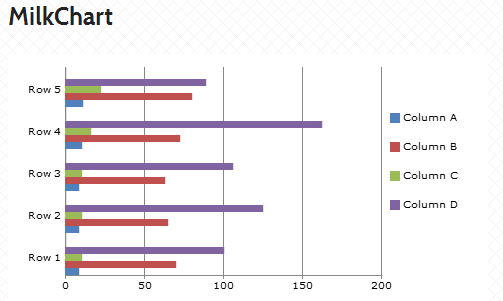 MilkChart
Row 5
Row 4
Row 3
Row 2
Row 1
0 50 100 150 200
Column A
Column B
Column C
Column D